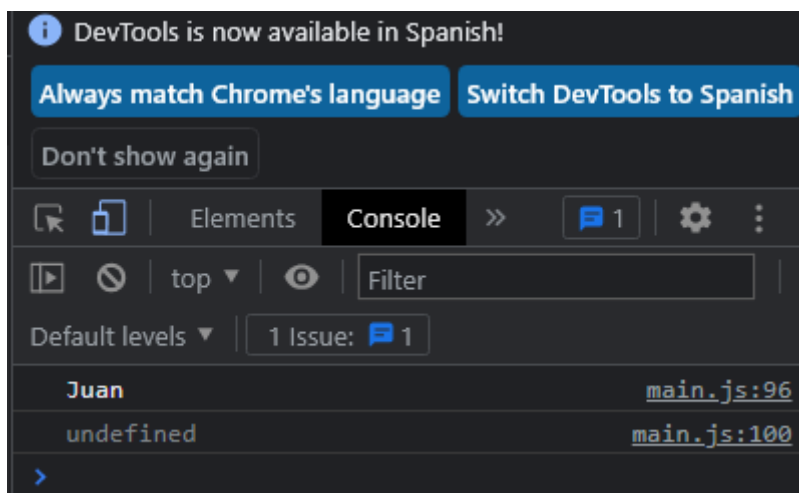 DevTools is now available in Spanish!
Always match Chrome's language Switch DevTools to Spanish
Don't show again
Elements Console » 1
top ▼ Filter
Default levels ▼ 1 Issue: 1
Juan main.js:96
undefined main.js:100
>